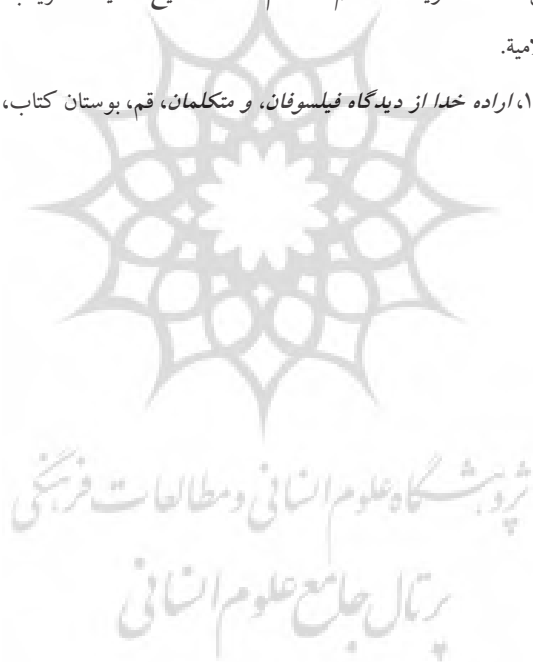 میة.
۱، اراده خدا از دیدگاه فیلسوفان، و متکلمان، قم، بوستان کتاب،
پژوهشگاه علوم انسانی و مطالعات فرهنگی
پرتال جامع علوم انسانی